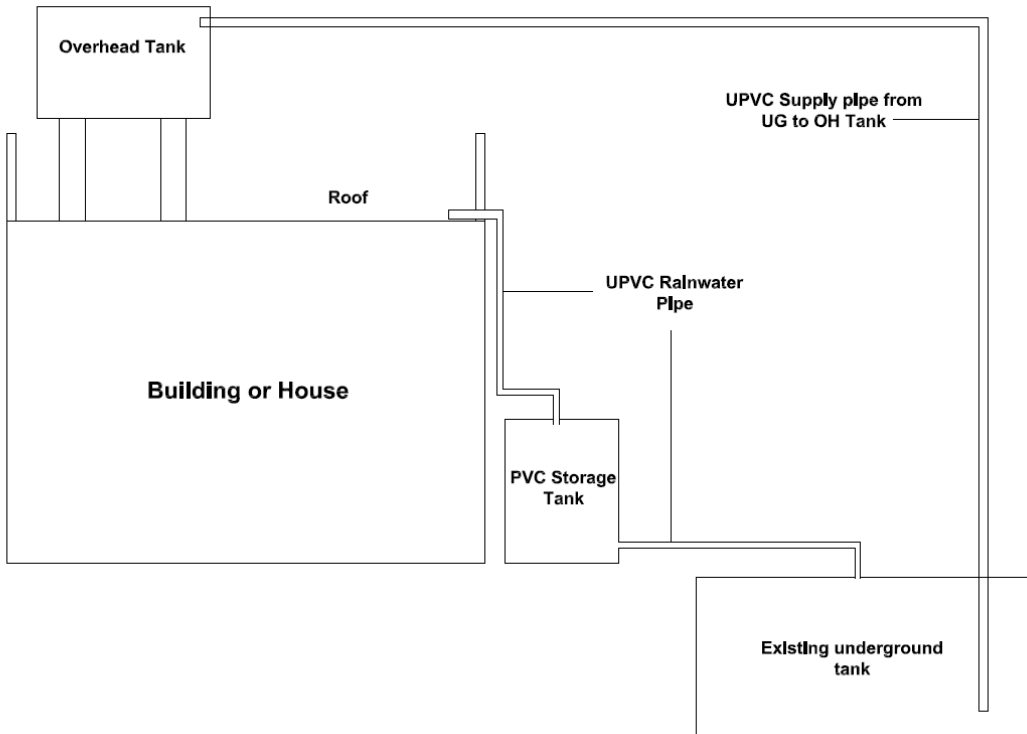 Overhead Tank
UPVC Supply pipe from
UG to OH Tank
Roof
UPVC Rainwater
Pipe
Building or House
PVC Storage
Tank
Existing underground
tank